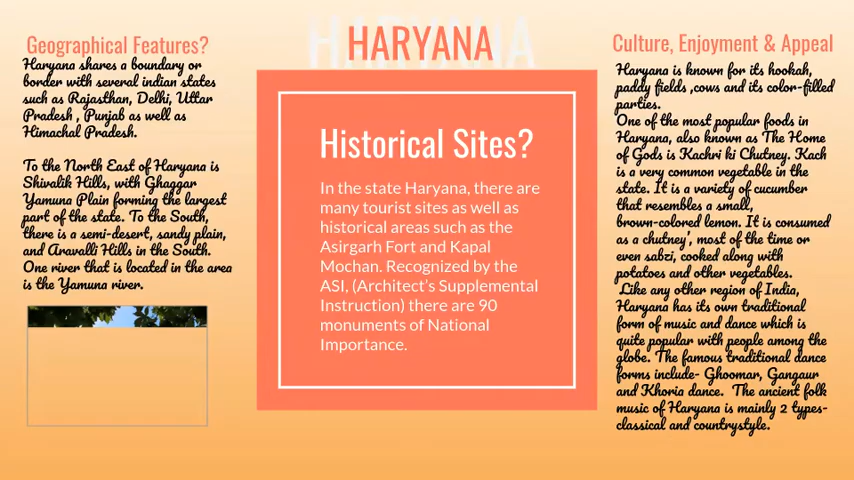 HARYANA
Geographical Features?
Haryana shares a boundary or
border with several indian states
such as Rajasthan, Delhi, Uttar
Pradesh , Punjab as well as
Himachal Pradesh.
To the North East of Haryana is
Shivalik Hills, with Ghaggar
Yamuna Plain forming the largest
part of the state. To the South,
there is a semi-desert, sandy plain,
and Aravalli Hills in the South.
One river that is located in the area
is the Yamuna river.
Historical Sites?
In the state Haryana, there are
many tourist sites as well as
historical areas such as the
Asirgarh Fort and Kapal
Mochan. Recognized by the
ASI, (Architect's Supplemental
Instruction) there are 90
monuments of National
Importance.
Culture, Enjoyment & Appeal
Haryana is known for its hookah,
paddy fields ,cows and its color-filled
parties.
One of the most popular foods in
Haryana, also known as The Home
of Gods is Kachri ki Chutney. Kach
is a very common vegetable in the
state. It is a variety of cucumber
that resembles a small,
brown-colored lemon. It is consumed
as a chutney', most of the time or
even sabzi, cooked along with
potatoes and other vegetables.
Like any other region of India,
Haryana has its own traditional
form of music and dance which is
quite popular with people among the
globe. The famous traditional dance
forms include- Ghoomar, Gangaur
and Khoria dance. The ancient folk
music of Haryana is mainly 2 types-
classical and countrystyle.